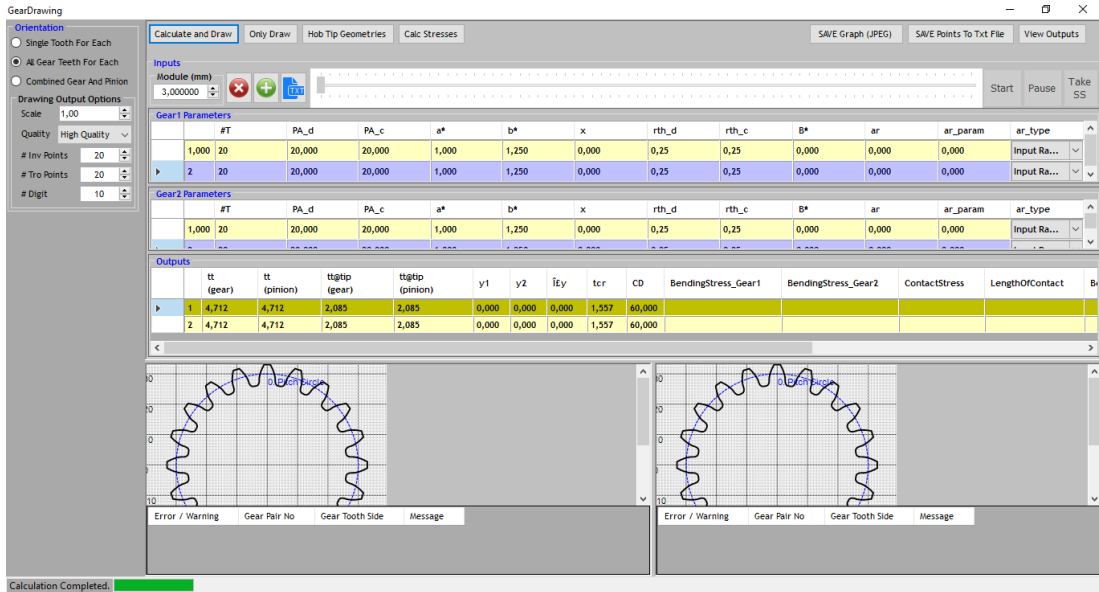 GearDrawing
Orientation
Single Tooth For Each
All Gear Teeth For Each
Combined Gear And Pinion
Drawing Output Options
Scale 1,00
Quality High Quality
# Inv Points 20
# Tro Points 20
# Digit 10
Calculate and Draw Only Draw Hob Tip Geometries Calc Stresses SAVE Graph (JPEG) SAVE Points To Txt File View Outputs
Inputs
Module (mm)
3,000000 TXT Start Pause Take SS
Gear1 Parameters
#T PA_d PA_c a* b* x rth_d rth_c B* ar ar_param ar_type
1,000 20 20,000 20,000 1,000 1,250 0,000 0,25 0,25 0,000 0,000 0,000 Input Ra...
2 20 20,000 20,000 1,000 1,250 0,000 0,25 0,25 0,000 0,000 0,000 Input Ra...
Gear2 Parameters
#T PA_d PA_c a* b* x rth_d rth_c B* ar ar_param ar_type
1,000 20 20,000 20,000 1,000 1,250 0,000 0,25 0,25 0,000 0,000 0,000 Input Ra...
Outputs
tt (gear) tt (pinion) tt@tip (gear) tt@tip (pinion) y1 y2 Î£y tcr CD BendingStress_Gear1 BendingStress_Gear2 ContactStress LengthOfContact
1 4,712 4,712 2,085 2,085 0,000 0,000 0,000 1,557 60,000
2 4,712 4,712 2,085 2,085 0,000 0,000 0,000 1,557 60,000
0. Pitch Circle
0. Pitch Circle
Error / Warning Gear Pair No Gear Tooth Side Message
Error / Warning Gear Pair No Gear Tooth Side Message
Calculation Completed.